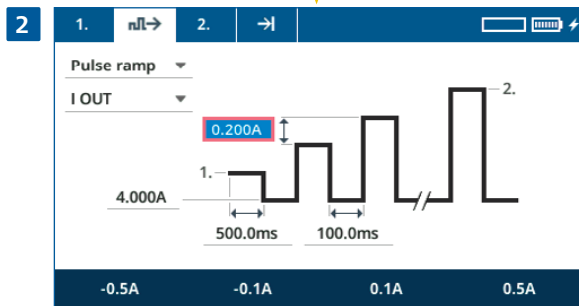 2
1.
2.
Pulse ramp
I OUT
0.200A
2.
1.
4.000A
500.0ms 100.0ms
-0.5A -0.1A 0.1A 0.5A